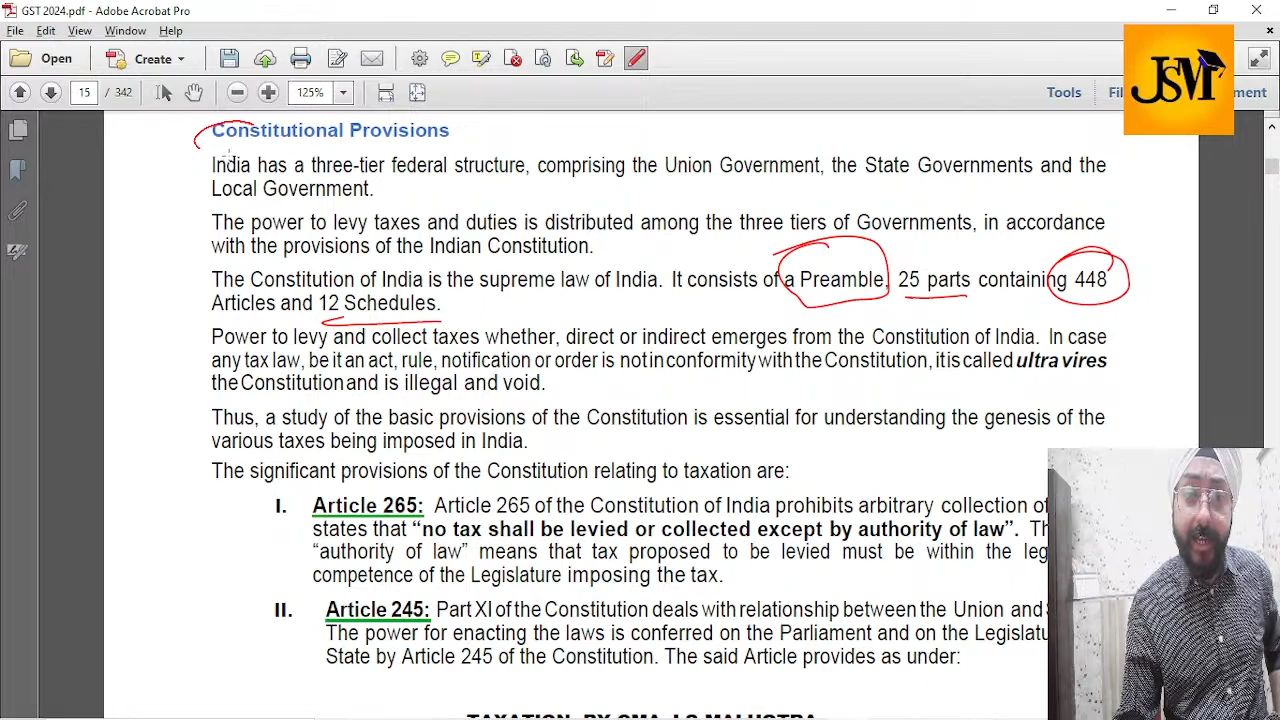 GST 2024.pdf - Adobe Acrobat Pro
File Edit View Window Help
Open Create
15 / 342 125% Tools Fil ment
JSM
Constitutional Provisions
India has a three-tier federal structure, comprising the Union Government, the State Governments and the
Local Government.
The power to levy taxes and duties is distributed among the three tiers of Governments, in accordance
with the provisions of the Indian Constitution.
The Constitution of India is the supreme law of India. It consists of a Preamble, 25 parts containing 448
Articles and 12 Schedules.
Power to levy and collect taxes whether, direct or indirect emerges from the Constitution of India. In case
any tax law, be it an act, rule, notification or order is not in conformity with the Constitution, it is called ultra vires
the Constitution and is illegal and void.
Thus, a study of the basic provisions of the Constitution is essential for understanding the genesis of the
various taxes being imposed in India.
The significant provisions of the Constitution relating to taxation are:
I. Article 265: Article 265 of the Constitution of India prohibits arbitrary collection of
states that “no tax shall be levied or collected except by authority of law”. Th
“authority of law” means that tax proposed to be levied must be within the leg
competence of the Legislature imposing the tax.
II. Article 245: Part XI of the Constitution deals with relationship between the Union and
The power for enacting the laws is conferred on the Parliament and on the Legislatu
State by Article 245 of the Constitution. The said Article provides as under:
TAXATION BY CMA J S MALHOTRA